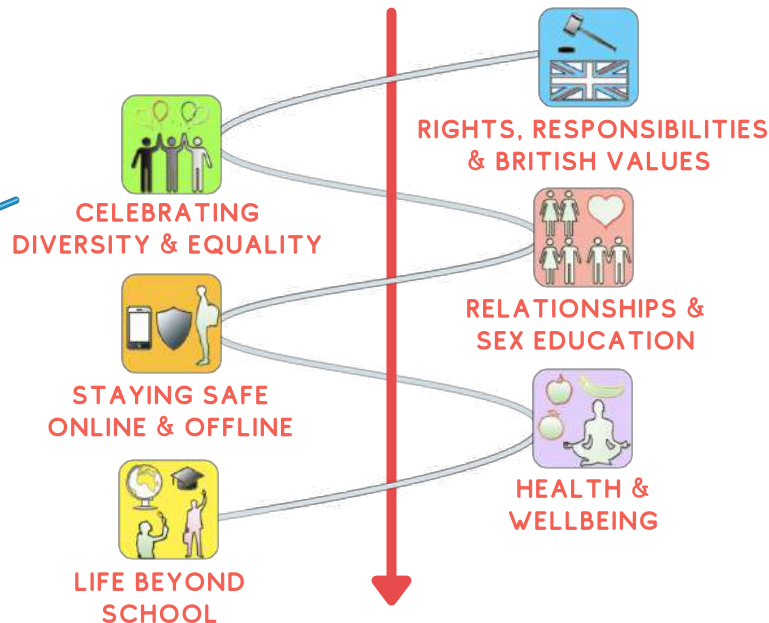 RIGHTS, RESPONSIBILITIES
& BRITISH VALUES
CELEBRATING
DIVERSITY & EQUALITY
RELATIONSHIPS &
SEX EDUCATION
STAYING SAFE
ONLINE & OFFLINE
HEALTH &
WELLBEING
LIFE BEYOND
SCHOOL